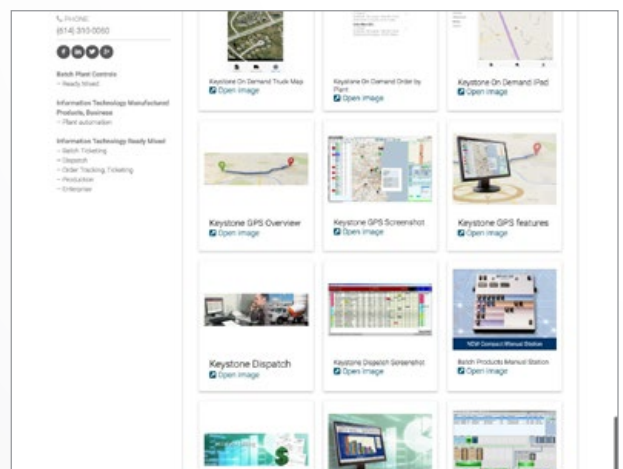 PHONE:
(614) 310-0060
Batch Plant Controls
– Ready Mixed
Information Technology Manufactured
Products, Business
– Plant automation
Information Technology Ready Mixed
– Batch Ticketing
– Dispatch
– Order Tracking, Ticketing
– Production
– Enterprise
Keystone On Demand Truck Map
Open image
Keystone On Demand Order by
Plant
Open image
Keystone On Demand iPad
Open image
Keystone GPS Overview
Open image
Keystone GPS Screenshot
Open image
Keystone GPS features
Open image
Keystone Dispatch
Open image
Keystone Dispatch Screenshot
Open image
NEW Compact Manual Station
Batch Products Manual Station
Open image